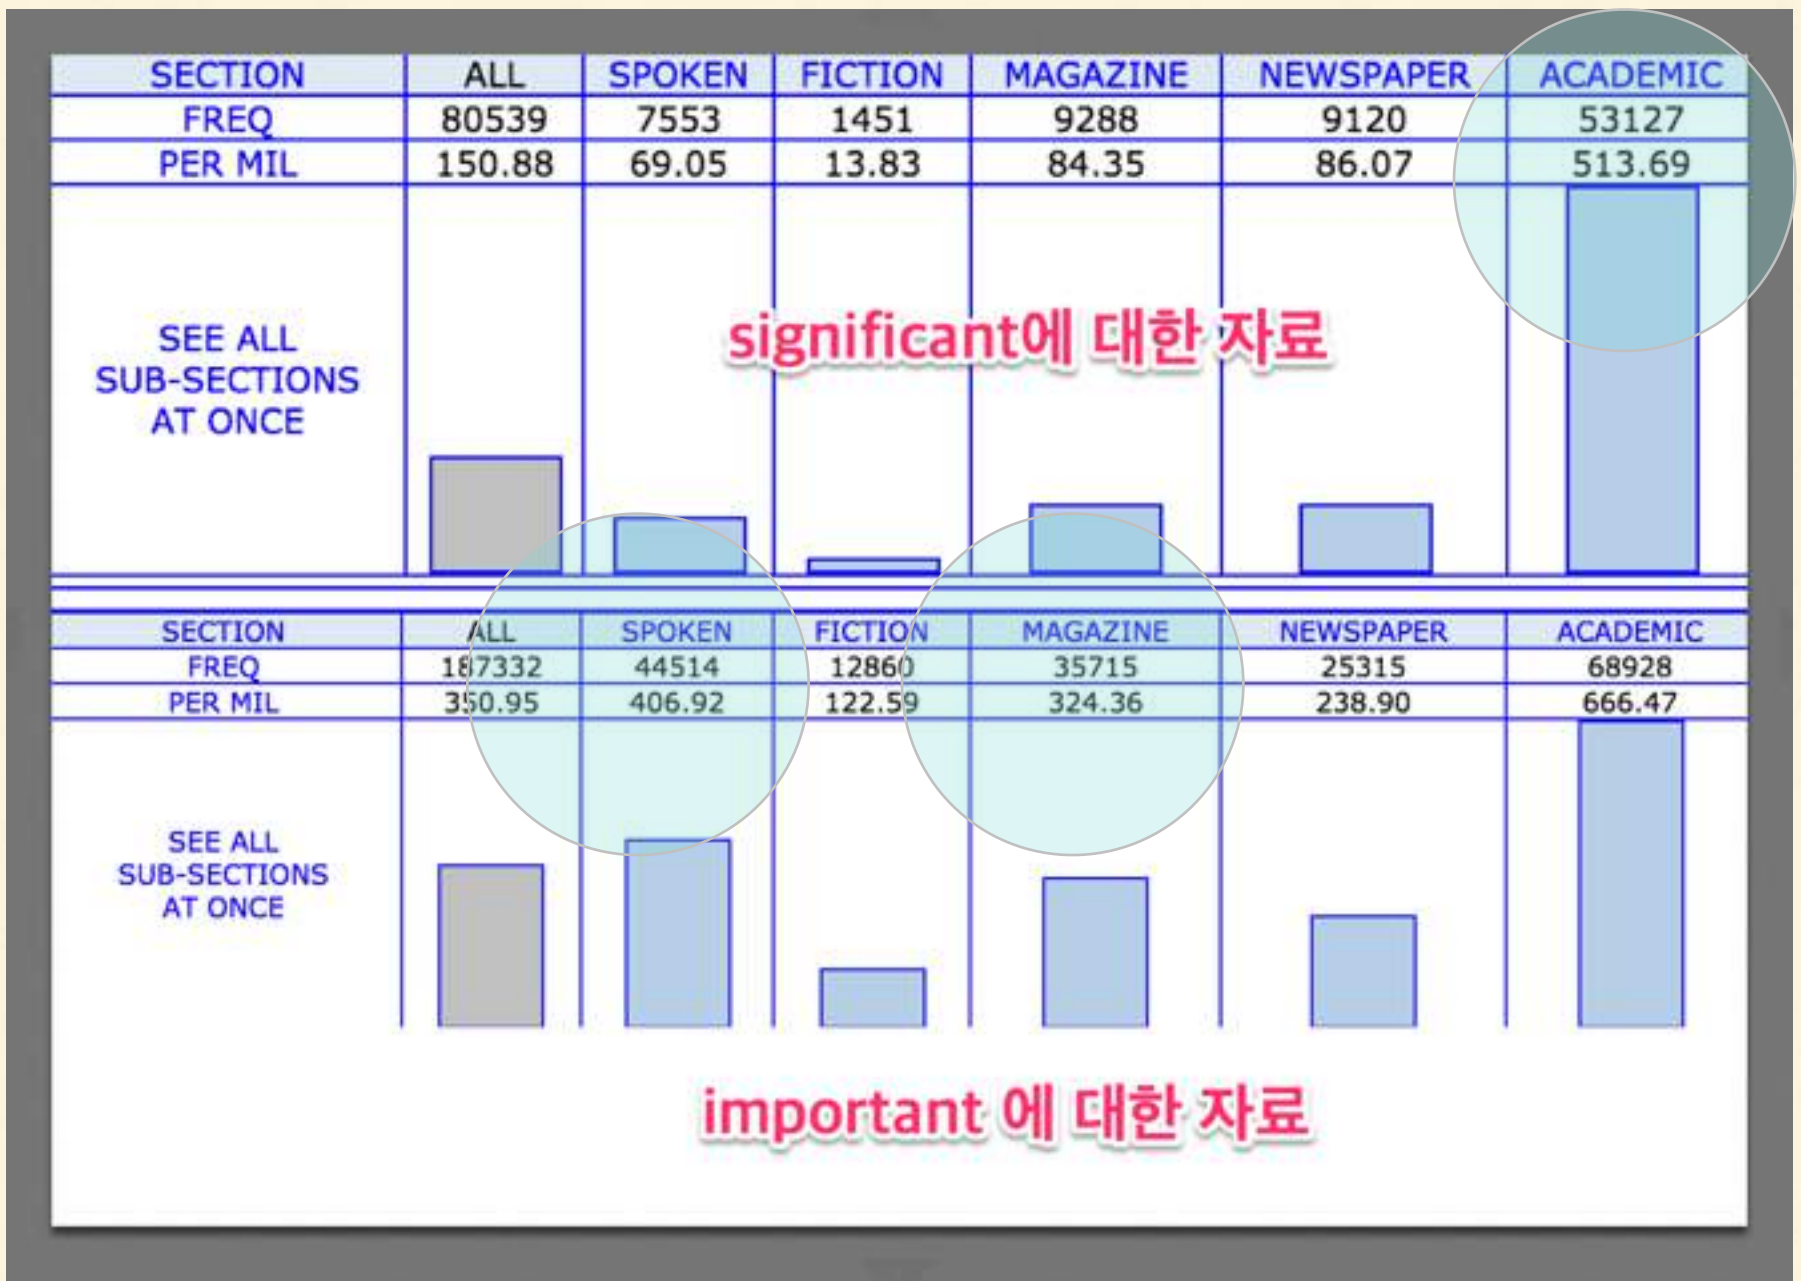 SECTION ALL SPOKEN FICTION MAGAZINE NEWSPAPER ACADEMIC
FREQ 80539 7553 1451 9288 9120 53127
PER MIL 150.88 69.05 13.83 84.35 86.07 513.69
significant에 대한 자료
SEE ALL
SUB-SECTIONS
AT ONCE
SECTION ALL SPOKEN FICTION MAGAZINE NEWSPAPER ACADEMIC
FREQ 187332 44514 12860 35715 25315 68928
PER MIL 350.95 406.92 122.59 324.36 238.90 666.47
SEE ALL
SUB-SECTIONS
AT ONCE
important 에 대한 자료